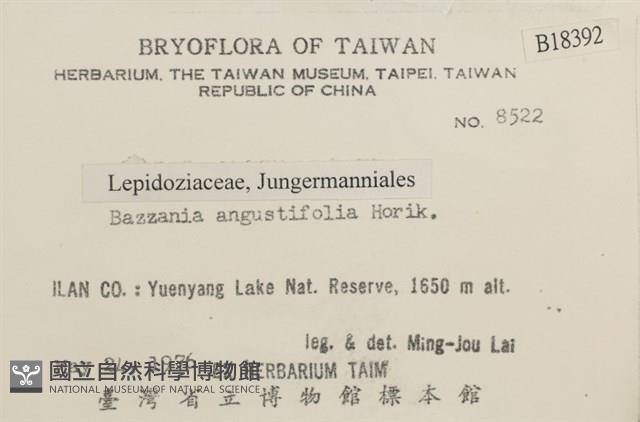 BRYOFLORA OF TAIWAN
B18392
HERBARIUM, THE TAIWAN MUSEUM, TAIPEI, TAIWAN
REPUBLIC OF CHINA
NO. 8522
Lepidoziaceae, Jungermanniales
Bazzania angustifolia Horik.
ILAN CO. : Yuenyang Lake Nat. Reserve, 1650 m alt.
leg. & det. Ming-Jou Lai
1976
HERBARIUM TAIM
國立自然科學博物館
NATIONAL MUSEUM OF NATURAL SCIENCE
臺灣省立博物館標本館